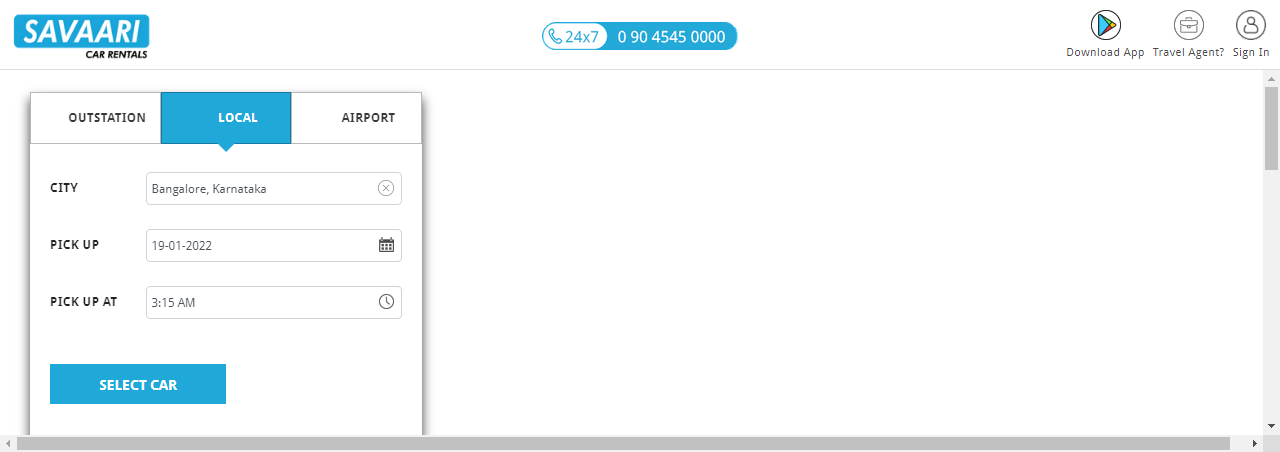 SAVAARI
CAR RENTALS
24x7 0 90 4545 0000
Download App Travel Agent? Sign In
OUTSTATION LOCAL AIRPORT
CITY Bangalore, Karnataka
PICK UP 19-01-2022
PICK UP AT 3:15 AM
SELECT CAR